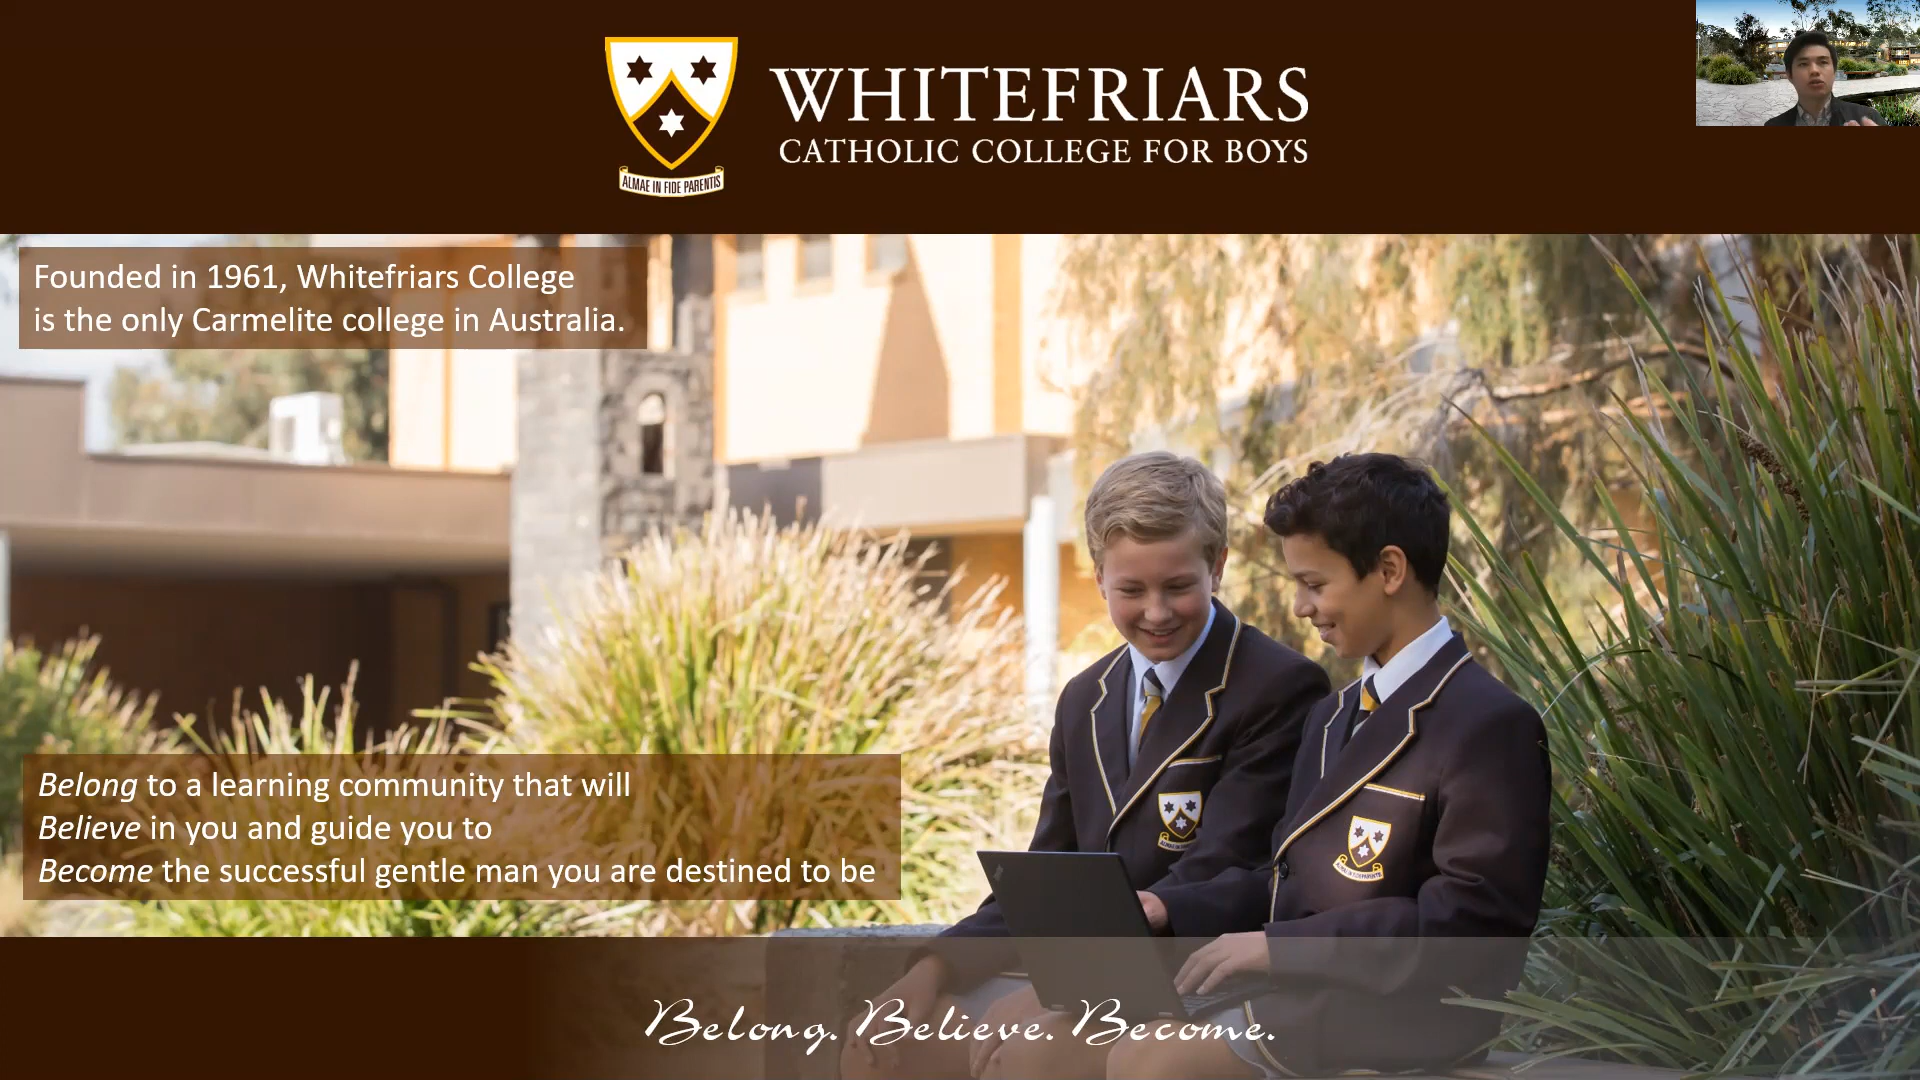 WHITEFRIARS
CATHOLIC COLLEGE FOR BOYS
ALMAE IN FIDE PARENTIS
Founded in 1961, Whitefriars College
is the only Carmelite college in Australia.
Belong to a learning community that will
Believe in you and guide you to
Become the successful gentle man you are destined to be
Belong. Believe. Become.